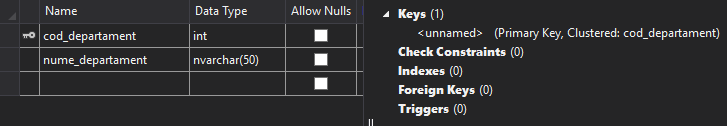 Name Data Type Allow Nulls
cod_departament int
nume_departament nvarchar(50)
Keys (1)
<unnamed> (Primary Key, Clustered: cod_departament)
Check Constraints (0)
Indexes (0)
Foreign Keys (0)
Triggers (0)